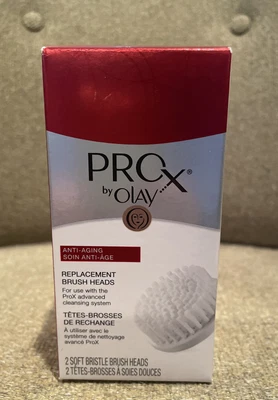 PROX®
by OLAY
ANTI-AGING
SOIN ANTI-ÂGE
REPLACEMENT
BRUSH HEADS
For use with the
ProX advanced
cleansing system
TÊTES-BROSSES
DE RECHANGE
À utiliser avec le
système de nettoyage
avancé ProX
2 SOFT BRISTLE BRUSH HEADS
2 TÊTES-BROSSES À SOIES DOUCES